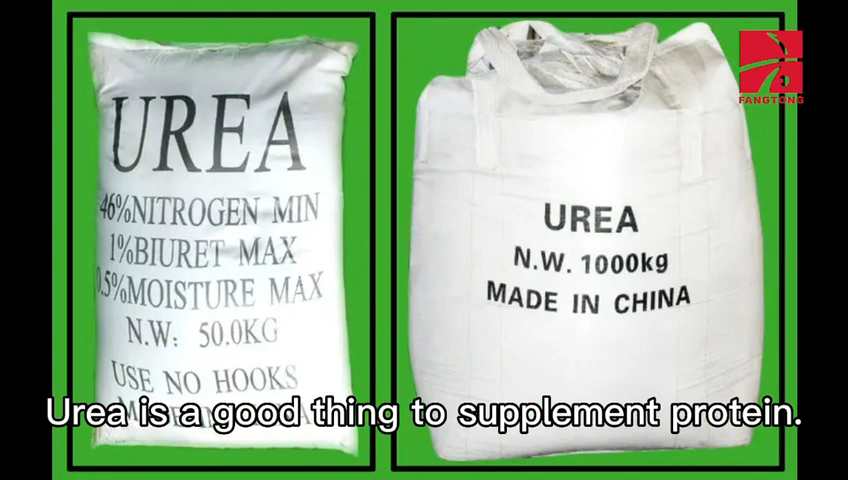 UREA
46%NITROGEN MIN
1%BIURET MAX
0.5%MOISTURE MAX
N.W: 50.0KG
USE NO HOOKS
UREA
N.W. 1000kg
MADE IN CHINA
FANGTONG
Urea is a good thing to supplement protein.